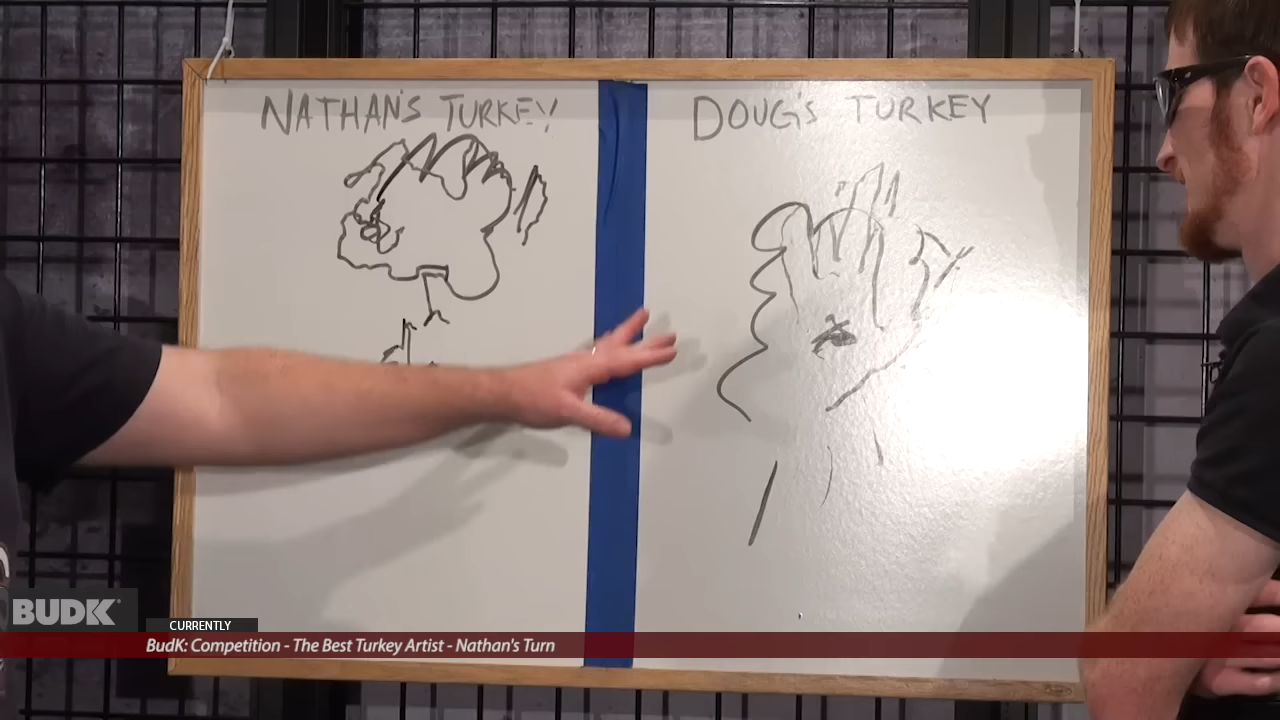 NATHAN'S TURKEY
DOUG'S TURKEY
BUDK
CURRENTLY
BudK: Competition - The Best Turkey Artist - Nathan's Turn